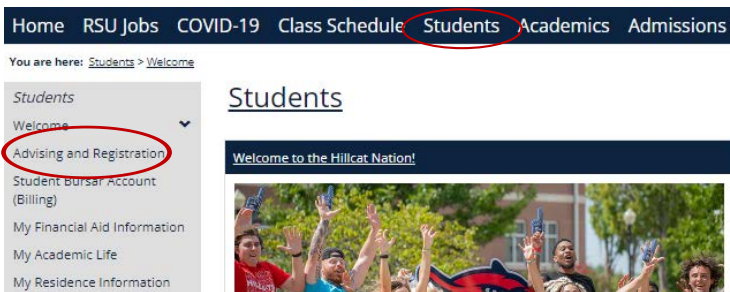 Home RSU Jobs COVID-19 Class Schedule Students Academics Admissions
You are here: Students > Welcome
Students
Welcome
Advising and Registration
Student Bursar Account
(Billing)
My Financial Aid Information
My Academic Life
My Residence Information
Students
Welcome to the Hillcat Nation!